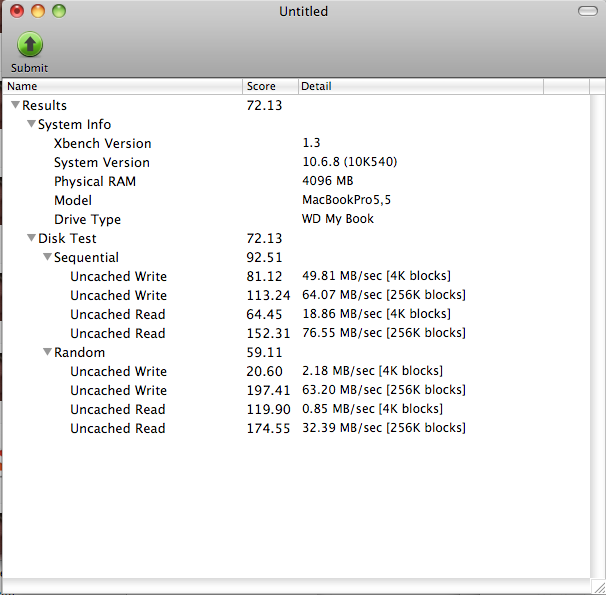 Untitled
Submit
Name Score Detail
Results 72.13
System Info
Xbench Version 1.3
System Version 10.6.8 (10K540)
Physical RAM 4096 MB
Model MacBookPro5,5
Drive Type WD My Book
Disk Test 72.13
Sequential 92.51
Uncached Write 81.12 49.81 MB/sec [4K blocks]
Uncached Write 113.24 64.07 MB/sec [256K blocks]
Uncached Read 64.45 18.86 MB/sec [4K blocks]
Uncached Read 152.31 76.55 MB/sec [256K blocks]
Random 59.11
Uncached Write 20.60 2.18 MB/sec [4K blocks]
Uncached Write 197.41 63.20 MB/sec [256K blocks]
Uncached Read 119.90 0.85 MB/sec [4K blocks]
Uncached Read 174.55 32.39 MB/sec [256K blocks]